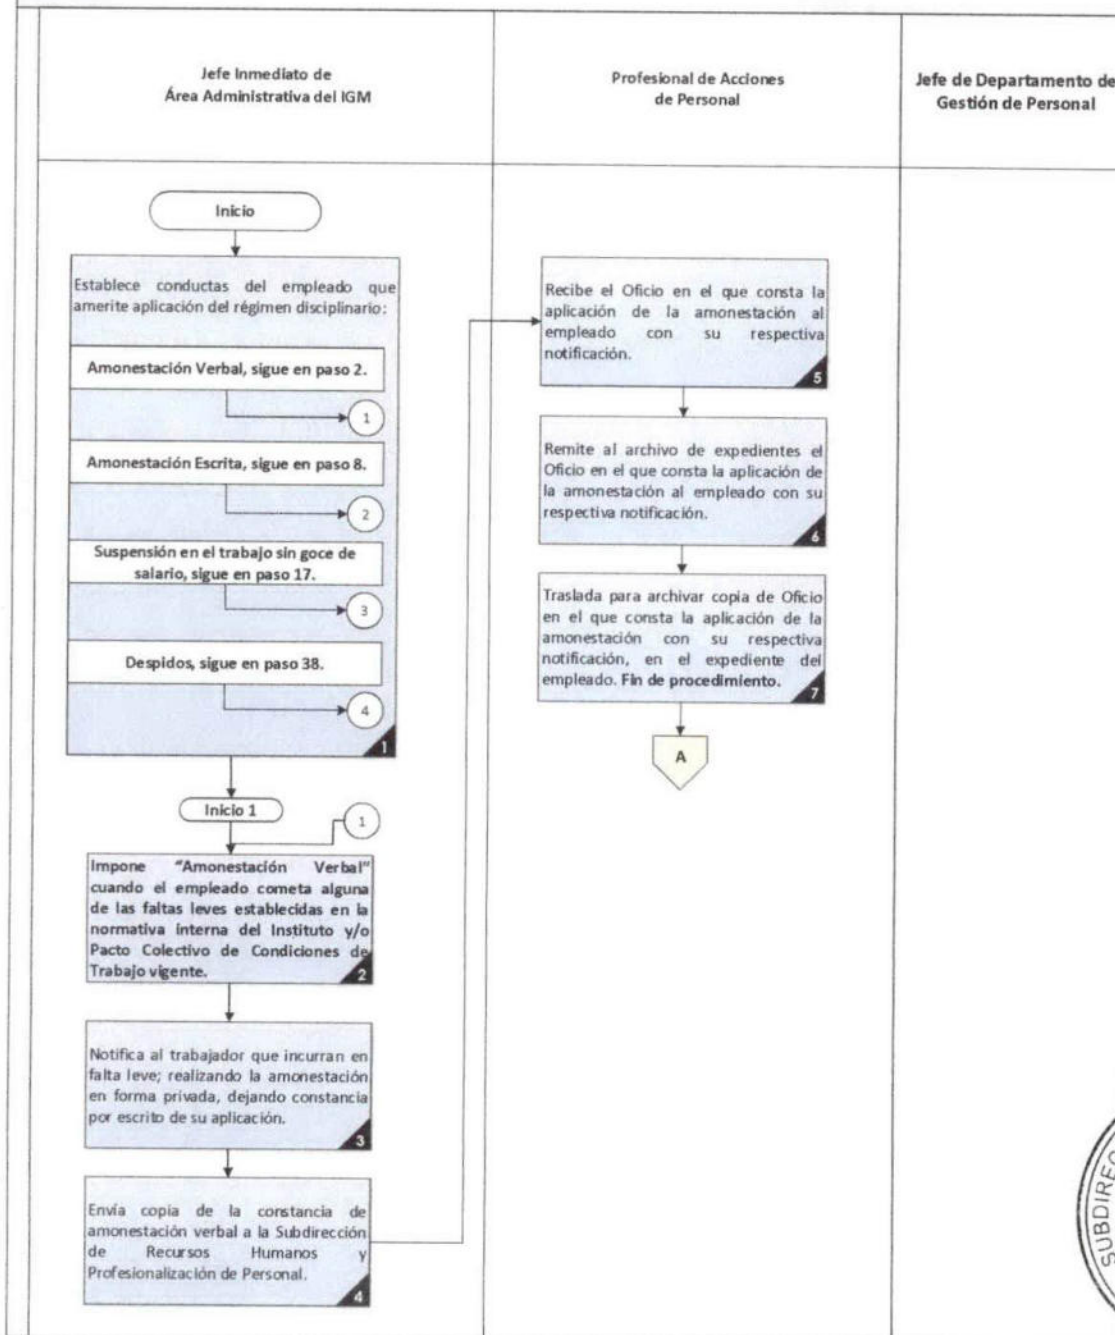 Jefe Inmediato de
Área Administrativa del IGM
Profesional de Acciones
de Personal
Jefe de Departamento de
Gestión de Personal
Inicio
Establece conductas del empleado que
amerite aplicación del régimen disciplinario:
Amonestación Verbal, sigue en paso 2.
1
Amonestación Escrita, sigue en paso 8.
2
Suspensión en el trabajo sin goce de
salario, sigue en paso 17.
3
Despidos, sigue en paso 38.
4
1
Inicio 1
1
Impone “Amonestación Verbal”
cuando el empleado cometa alguna
de las faltas leves establecidas en la
normativa interna del Instituto y/o
Pacto Colectivo de Condiciones de
Trabajo vigente.
2
Notifica al trabajador que incurran en
falta leve; realizando la amonestación
en forma privada, dejando constancia
por escrito de su aplicación.
3
Envía copia de la constancia de
amonestación verbal a la Subdirección
de Recursos Humanos y
Profesionalización de Personal.
4
Recibe el Oficio en el que consta la
aplicación de la amonestación al
empleado con su respectiva
notificación.
5
Remite al archivo de expedientes el
Oficio en el que consta la aplicación de
la amonestación al empleado con su
respectiva notificación.
6
Traslada para archivar copia de Oficio
en el que consta la aplicación de la
amonestación con su respectiva
notificación, en el expediente del
empleado. Fin de procedimiento.
7
A